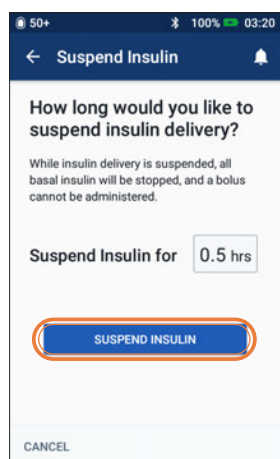 50+ 100% 03:20
Suspend Insulin
How long would you like to
suspend insulin delivery?
While insulin delivery is suspended, all
basal insulin will be stopped, and a bolus
cannot be administered.
Suspend Insulin for 0.5 hrs
SUSPEND INSULIN
CANCEL